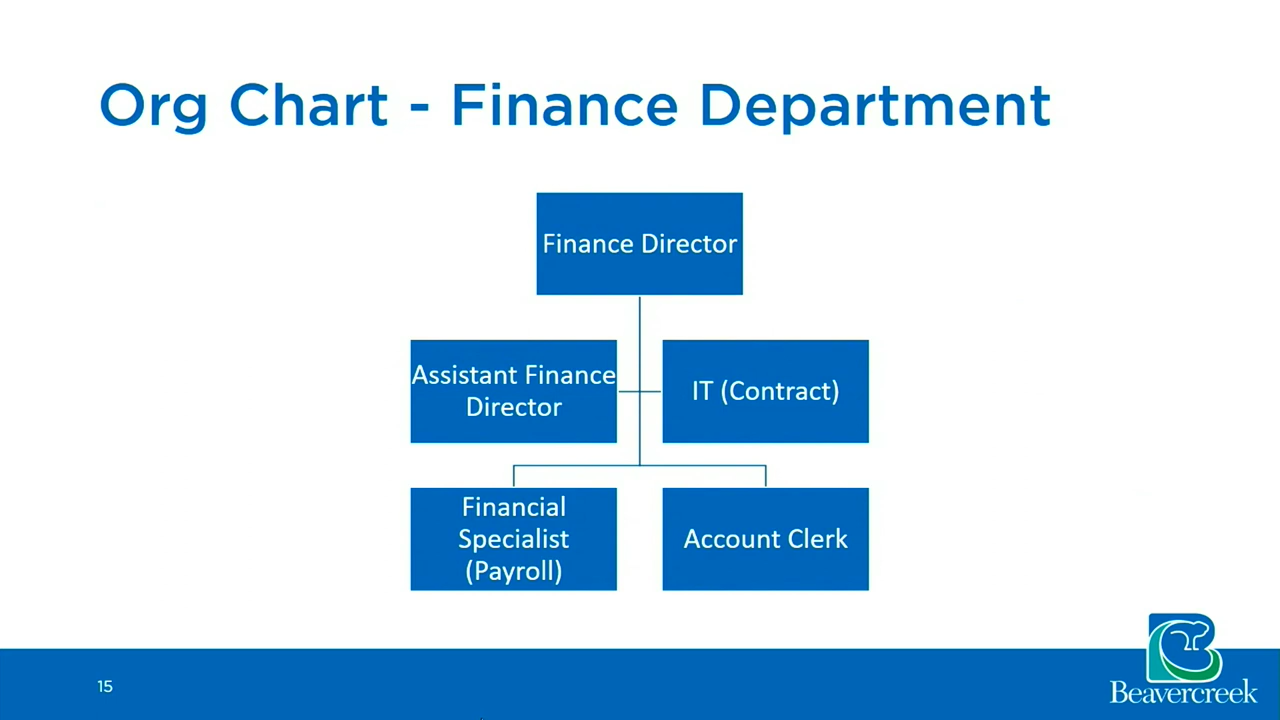 Org Chart - Finance Department
Finance Director
Assistant Finance
Director
IT (Contract)
Financial
Specialist
(Payroll)
Account Clerk
15
Beavercreek